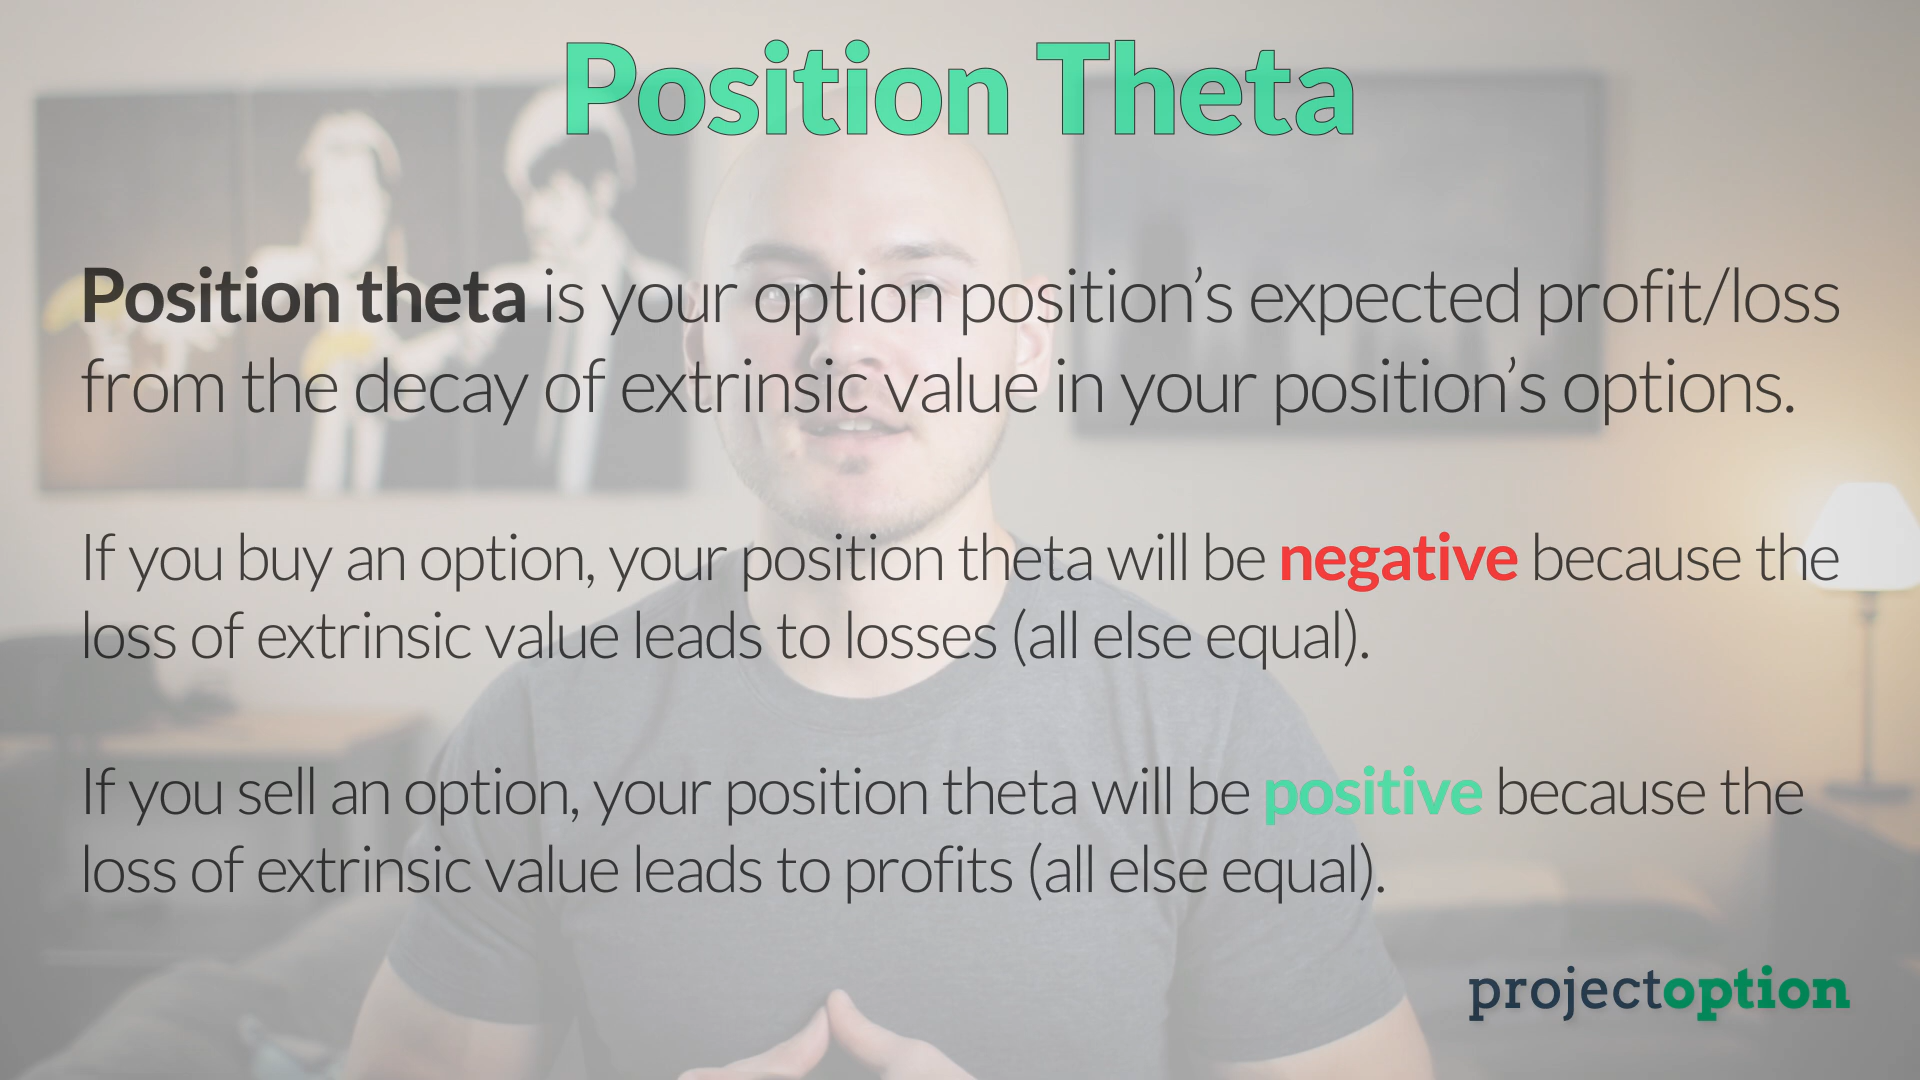 Position Theta
Position theta is your option position’s expected profit/loss
from the decay of extrinsic value in your position’s options.
If you buy an option, your position theta will be negative because the
loss of extrinsic value leads to losses (all else equal).
If you sell an option, your position theta will be positive because the
loss of extrinsic value leads to profits (all else equal).
projectoption